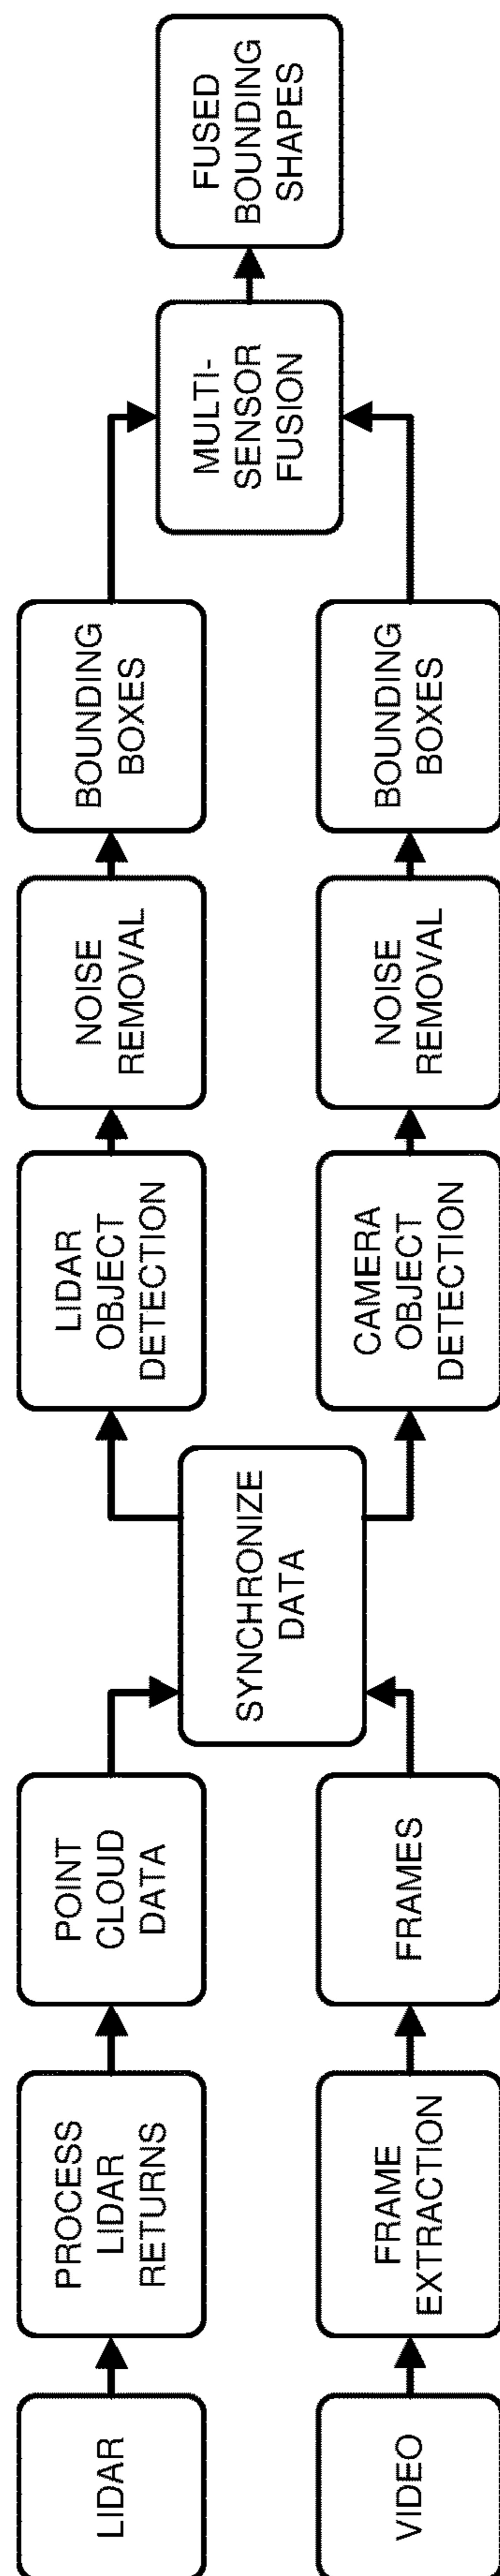 LIDAR
PROCESS
LIDAR
RETURNS
POINT
CLOUD
DATA
VIDEO
FRAME
EXTRACTION
FRAMES
SYNCHRONIZE
DATA
LIDAR
OBJECT
DETECTION
NOISE
REMOVAL
BOUNDING
BOXES
CAMERA
OBJECT
DETECTION
NOISE
REMOVAL
BOUNDING
BOXES
MULTI-
SENSOR
FUSION
FUSED
BOUNDING
SHAPES